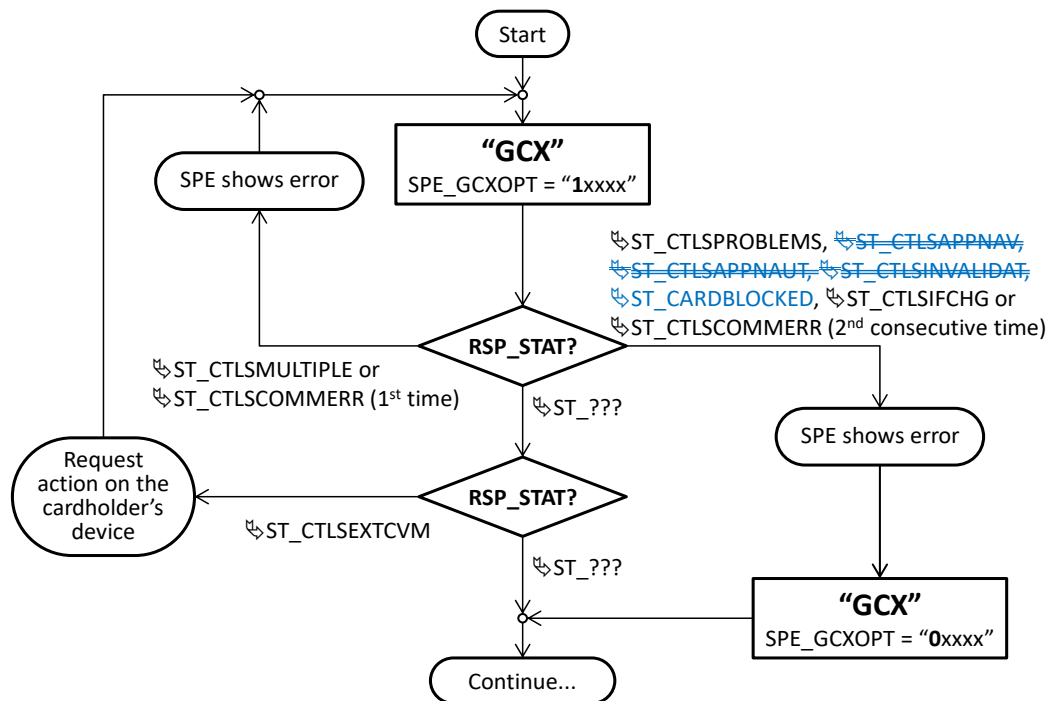 Start
“GCX”
SPE_GCXOPT = “1xxxx”
SPE shows error
ST_CTLSPROBLEMS, ST_CTLSAPPNAV,
ST_CTLSAPPNAUT, ST_CTLSINVALIDAT,
ST_CARDBLOCKED, ST_CTLSIFCHG or
ST_CTLSCOMMERR (2nd consecutive time)
RSP_STAT?
ST_CTLSMULTIPLE or
ST_CTLSCOMMERR (1st time)
ST_???
SPE shows error
Request
action on the
cardholder’s
device
RSP_STAT?
ST_CTLSEXTCVM
ST_???
“GCX”
SPE_GCXOPT = “0xxxx”
Continue...